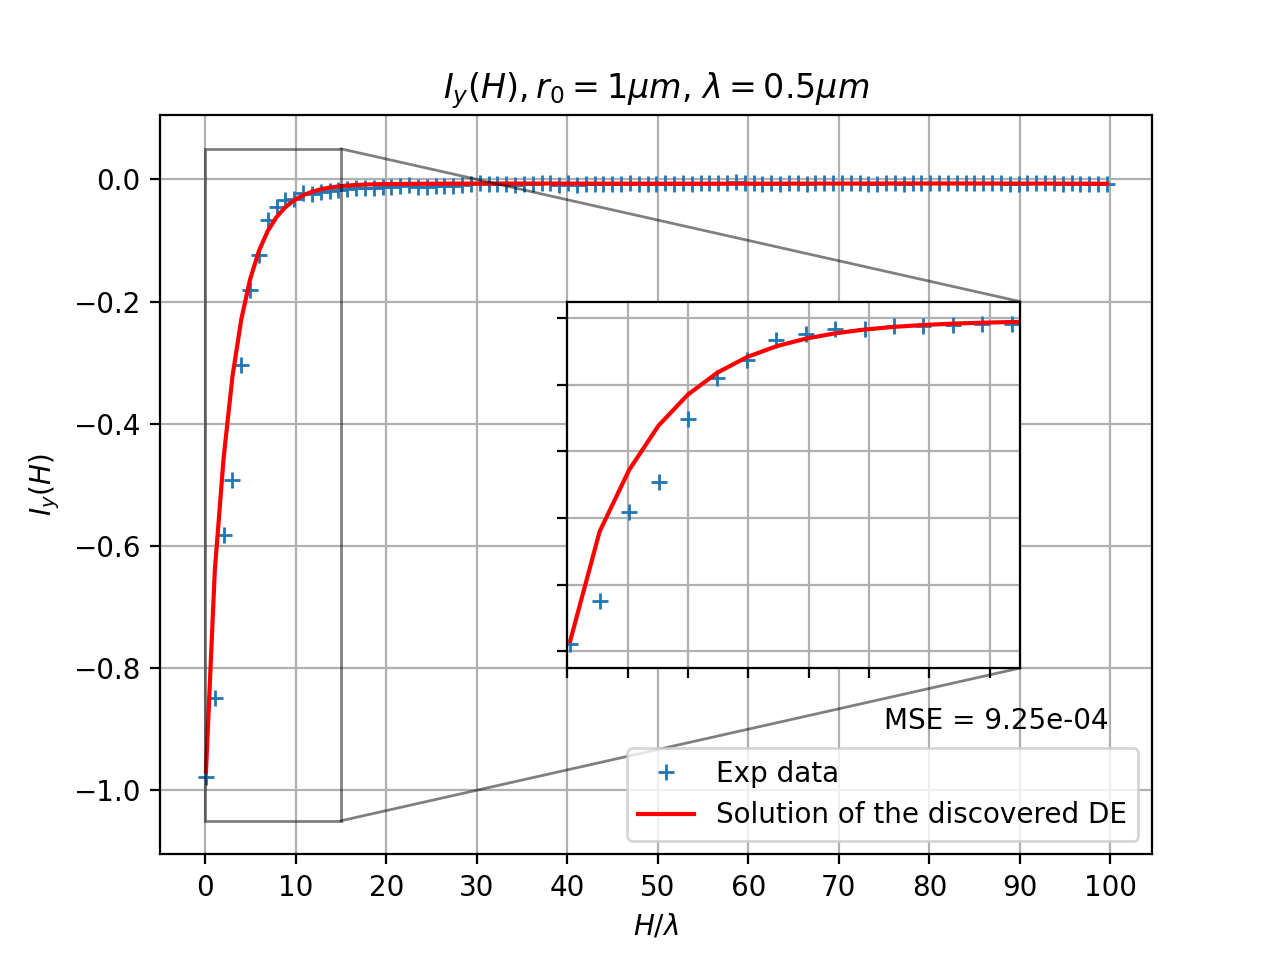 I_y(H), r_0 = 1μm, λ = 0.5μm
I_y(H)
0.0
−0.2
−0.4
−0.6
−0.8
−1.0
MSE = 9.25e-04
Exp data
Solution of the discovered DE
0 10 20 30 40 50 60 70 80 90 100
H/λ